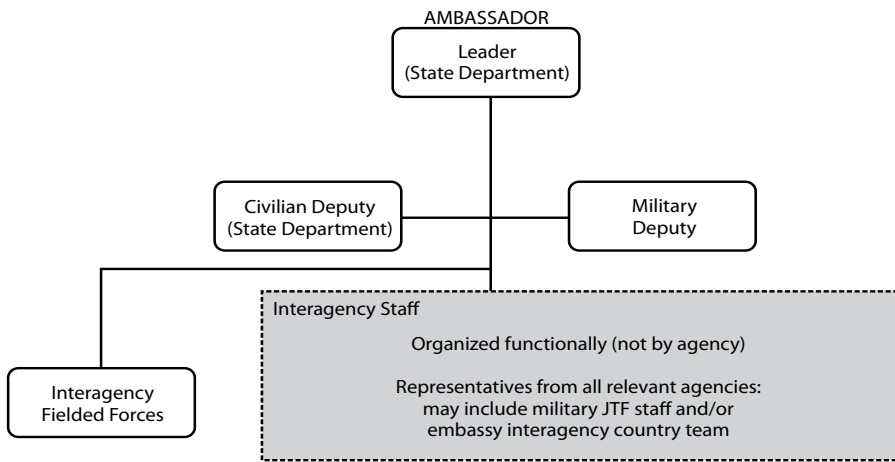 AMBASSADOR
Leader
(State Department)
Civilian Deputy
(State Department)
Military
Deputy
Interagency Staff
Organized functionally (not by agency)
Representatives from all relevant agencies:
may include military JTF staff and/or
embassy interagency country team
Interagency
Fielded Forces